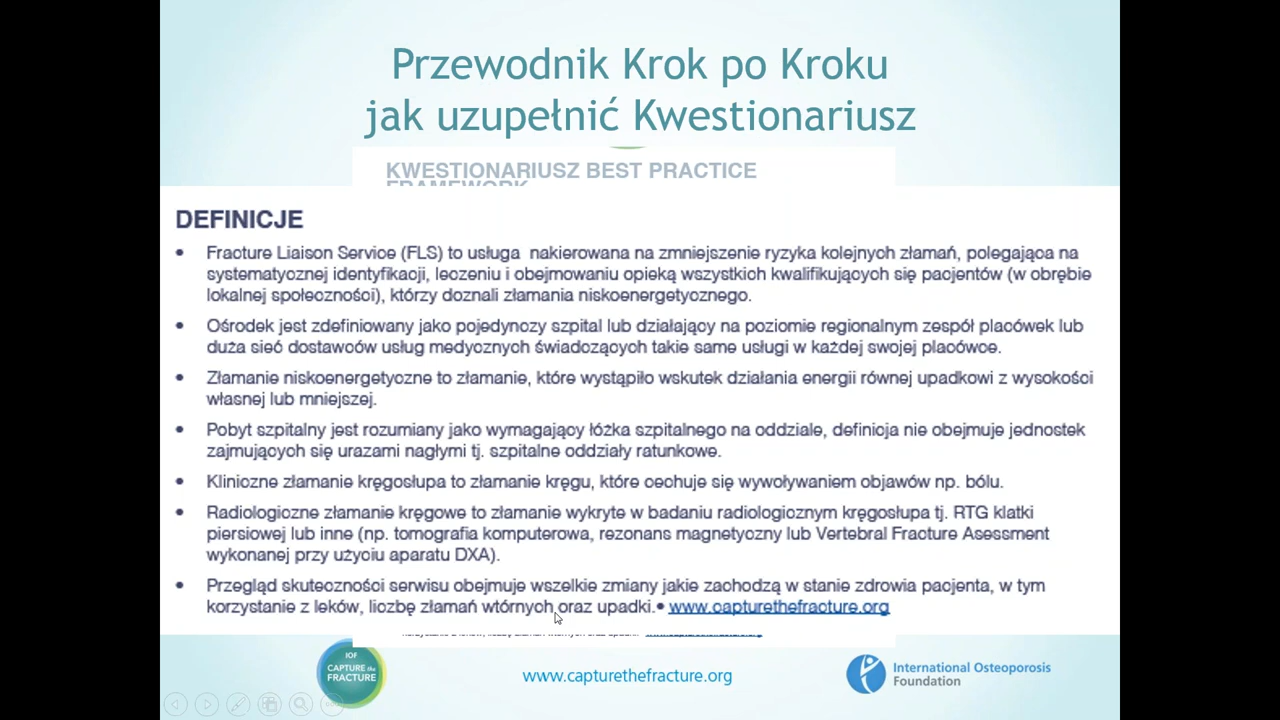 Przewodnik Krok po Kroku
jak uzupełnić Kwestionariusz
KWESTIONARIUSZ BEST PRACTICE
FRAMEWORK
DEFINICJE
• Fracture Liaison Service (FLS) to usługa nakierowana na zmniejszenie ryzyka kolejnych złamań, polegająca na
systematycznej identyfikacji, leczeniu i obejmowaniu opieką wszystkich kwalifikujących się pacjentów (w obrębie
lokalnej społeczności), którzy doznali złamania niskoenergetycznego.
• Ośrodek jest zdefiniowany jako pojedynczy szpital lub działający na poziomie regionalnym zespół placówek lub
duża sieć dostawców usług medycznych świadczących takie same usługi w każdej swojej placówce.
• Złamanie niskoenergetyczne to złamanie, które wystąpiło wskutek działania energii równej upadkowi z wysokości
własnej lub mniejszej.
• Pobyt szpitalny jest rozumiany jako wymagający łóżka szpitalnego na oddziale, definicja nie obejmuje jednostek
zajmujących się urazami nagłymi tj. szpitalne oddziały ratunkowe.
• Kliniczne złamanie kręgosłupa to złamanie kręgu, które cechuje się wywoływaniem objawów np. bólu.
• Radiologiczne złamanie kręgowe to złamanie wykryte w badaniu radiologicznym kręgosłupa tj. RTG klatki
piersiowej lub inne (np. tomografia komputerowa, rezonans magnetyczny lub Vertebral Fracture Asessment
wykonanej przy użyciu aparatu DXA).
• Przegląd skuteczności serwisu obejmuje wszelkie zmiany jakie zachodzą w stanie zdrowia pacjenta, w tym
korzystanie z leków, liczbę złamań wtórnych oraz upadki.• www.capturethefracture.org
IOF
CAPTURE the
FRACTURE
www.capturethefracture.org
International Osteoporosis
Foundation